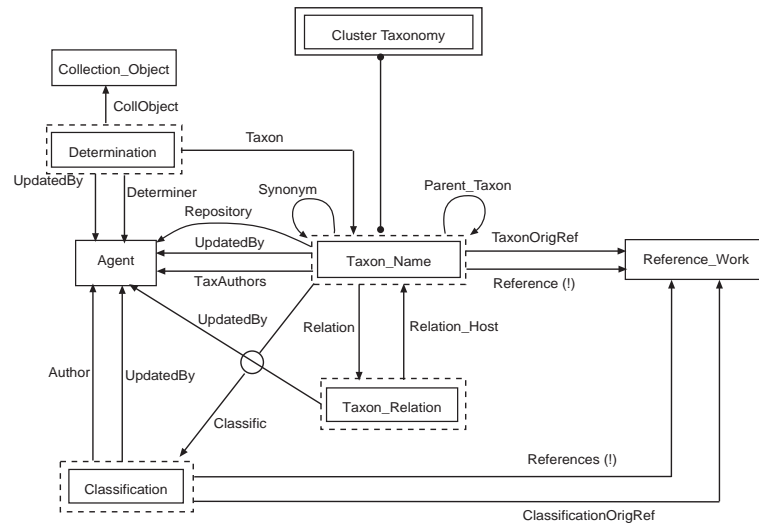 Cluster Taxonomy
Collection_Object
CollObject
Determination
Taxon
UpdatedBy
Determiner
Synonym
Parent_Taxon
Repository
UpdatedBy
TaxonOrigRef
Agent
Taxon_Name
Reference_Work
TaxAuthors
Reference (!)
UpdatedBy
Relation
Relation_Host
Author
UpdatedBy
Taxon_Relation
Classific
References (!)
Classification
ClassificationOrigRef